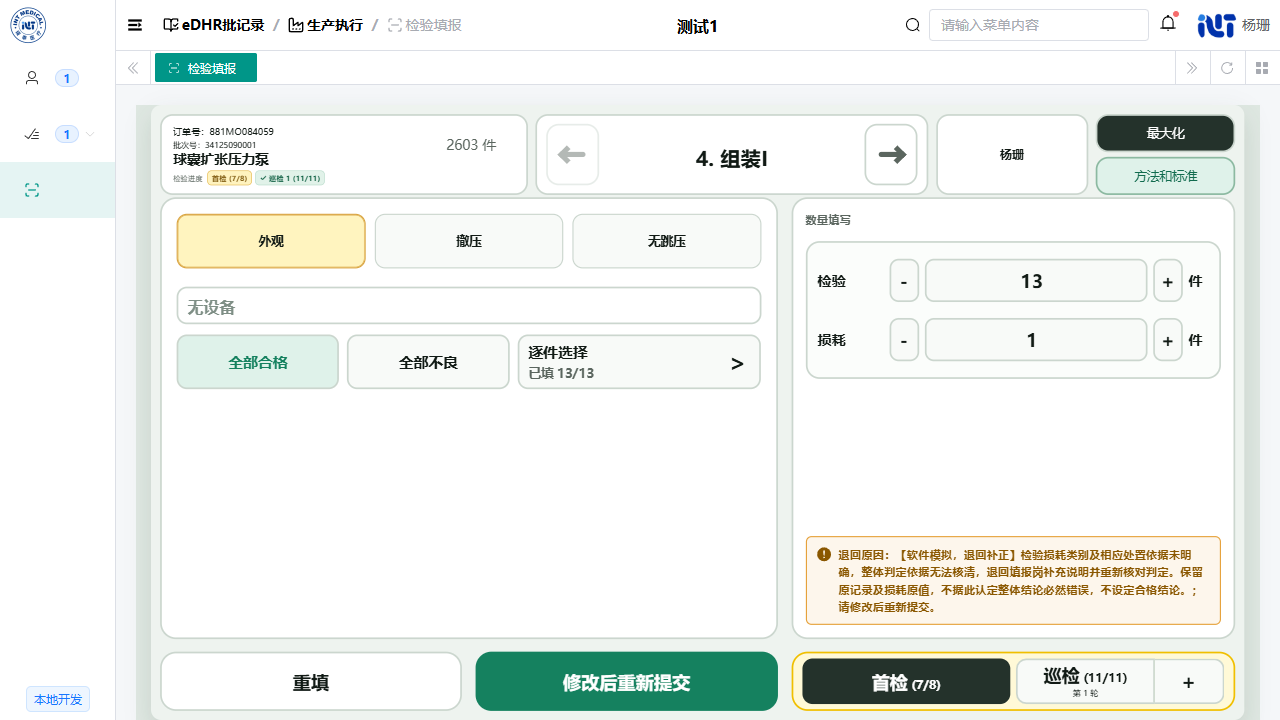 eDHR批记录 / 生产执行 / 检验填报
测试1
请输入菜单内容
杨珊
1
1
检验填报
订单号：881MO084059
批次号：34125090001
球囊扩张压力泵
检验进度 首检 (7/8) ✓ 巡检 1 (11/11)
2603 件
4. 组装Ⅰ
杨珊
最大化
方法和标准
外观
撤压
无跳压
无设备
全部合格
全部不良
逐件选择
已填 13/13
>
数量填写
检验 - 13 + 件
损耗 - 1 + 件
退回原因：【软件模拟，退回补正】检验损耗类别及相应处置依据未明
确，整体判定依据无法核清，退回填报岗补充说明并重新核对判定。保留
原记录及损耗原值，不据此认定整体结论必然错误，不设定合格结论。；
请修改后重新提交。
重填
修改后重新提交
首检 (7/8)
巡检 (11/11)
第 1 轮
+
本地开发